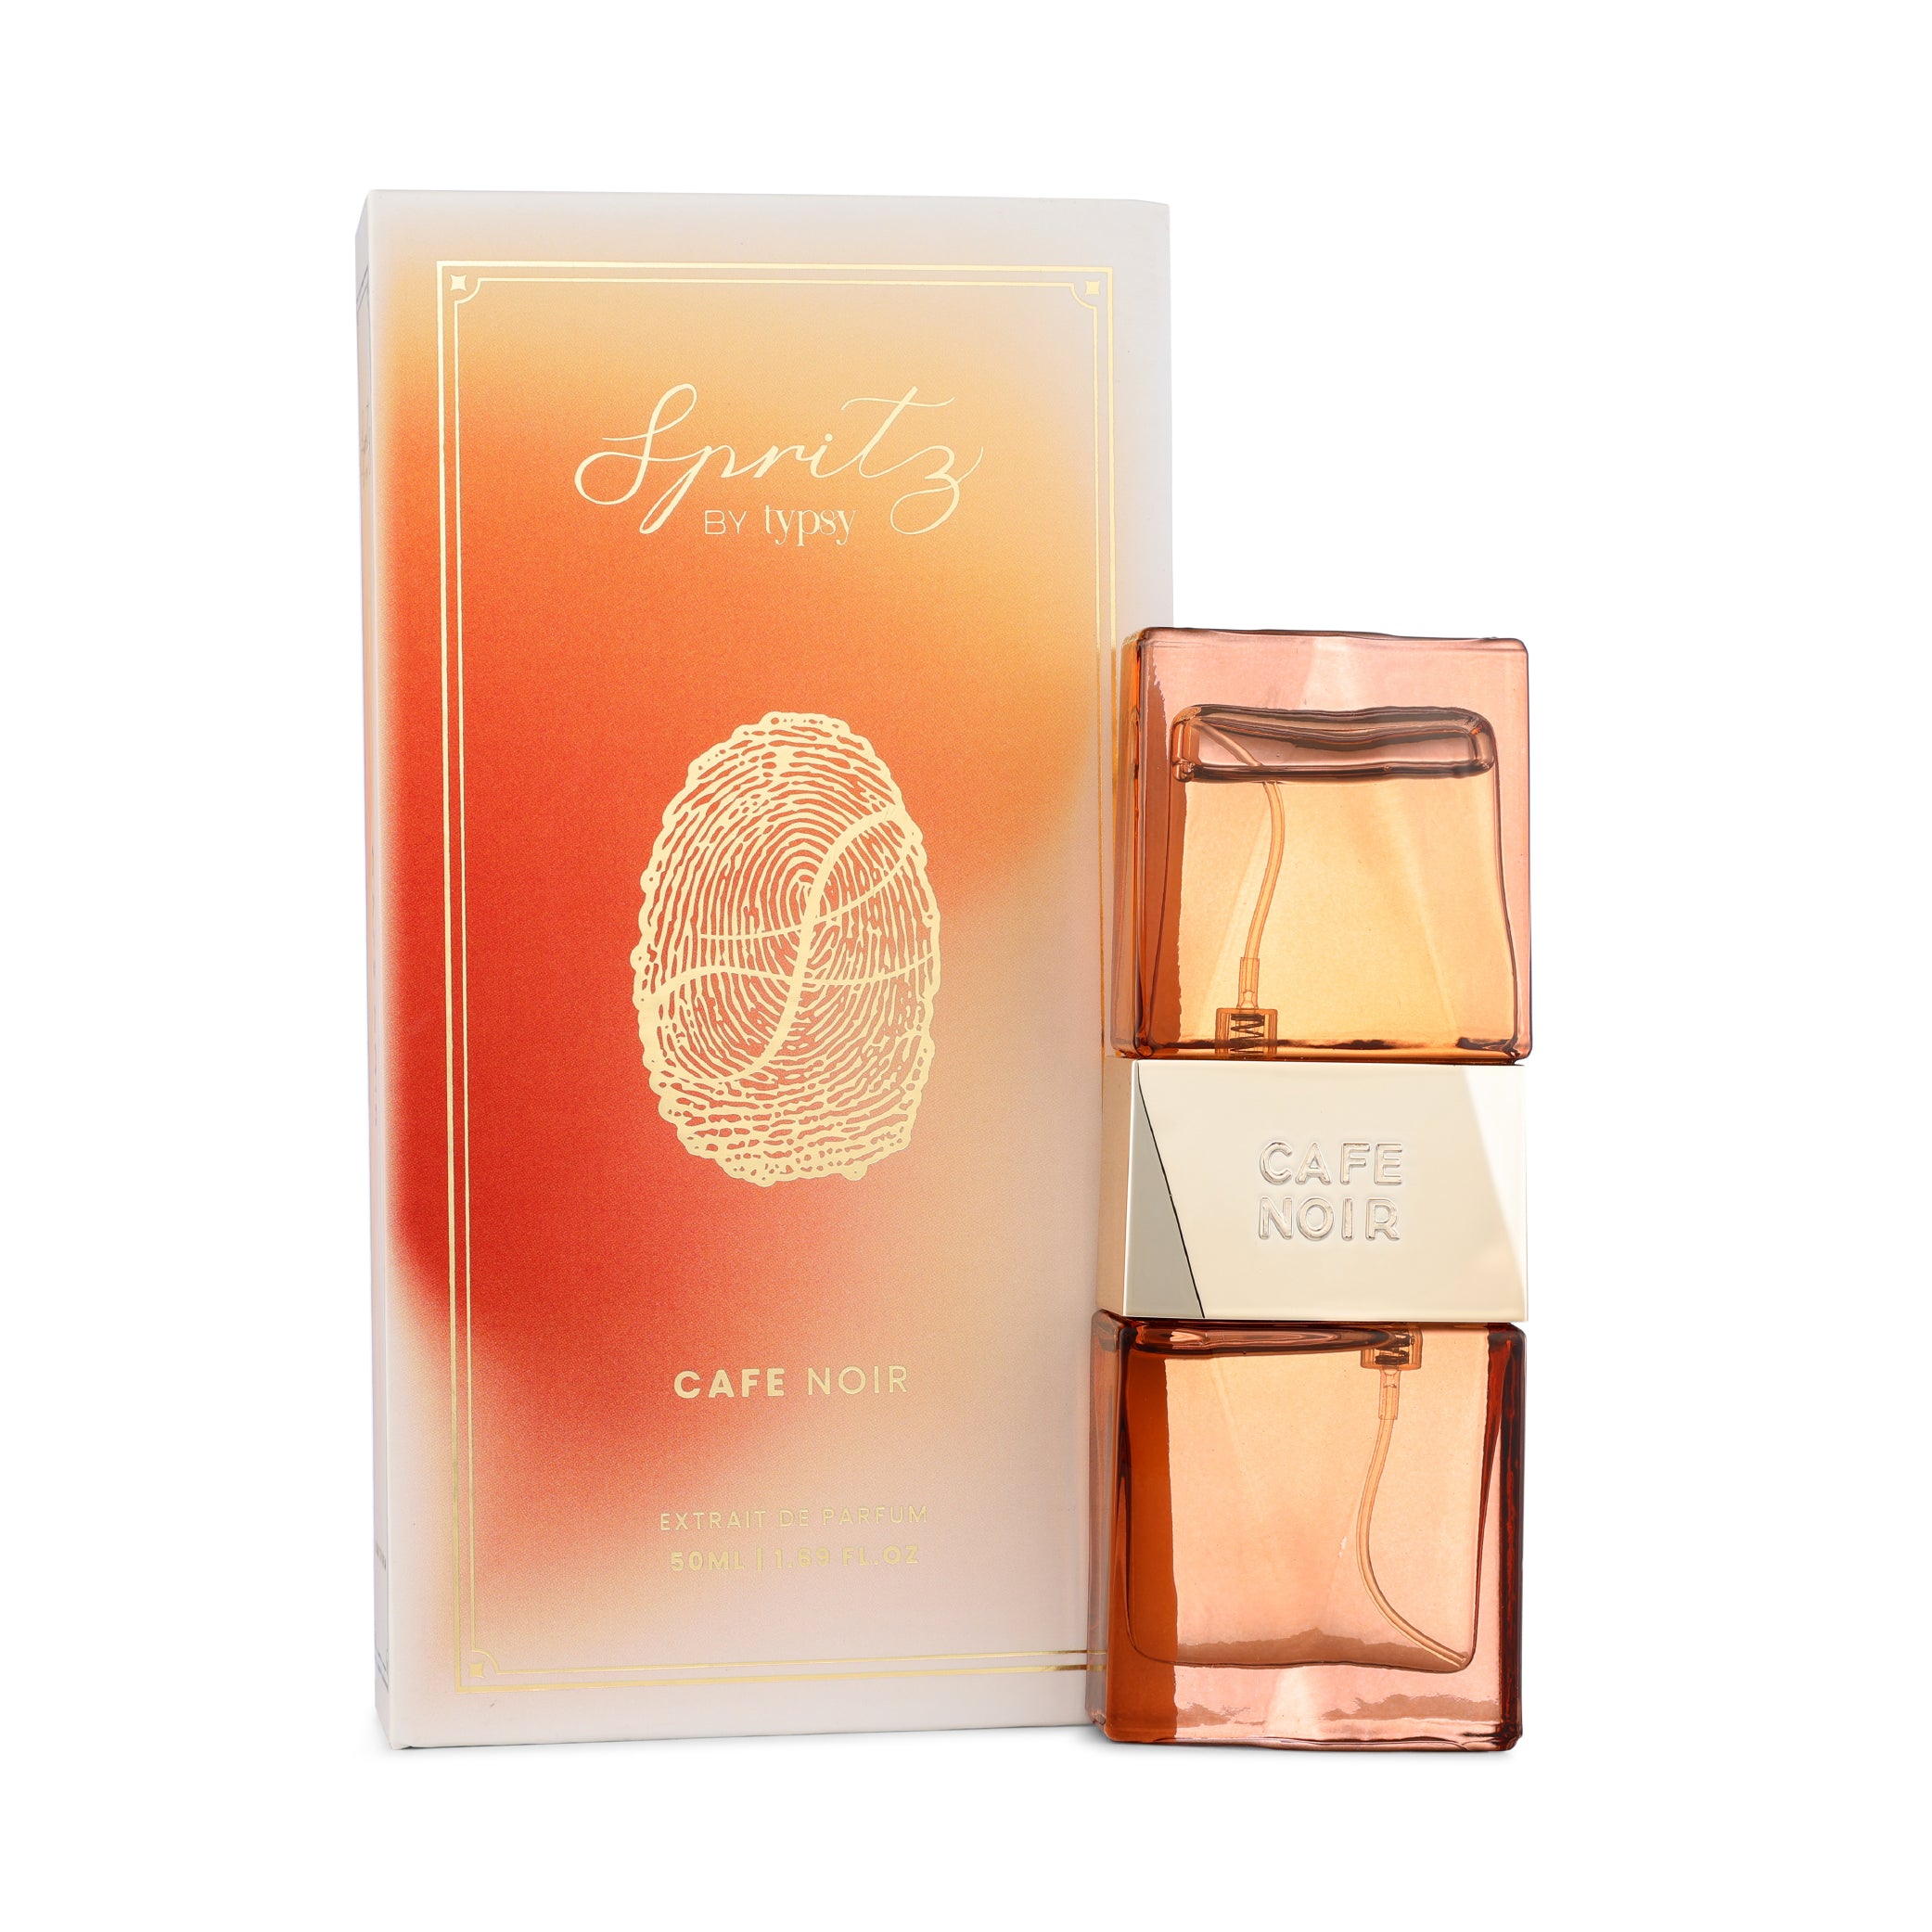 Spritz
BY typsy
CAFE NOIR
EXTRAIT DE PARFUM
50ML | 1.69 FL.OZ
CAFE
NOIR